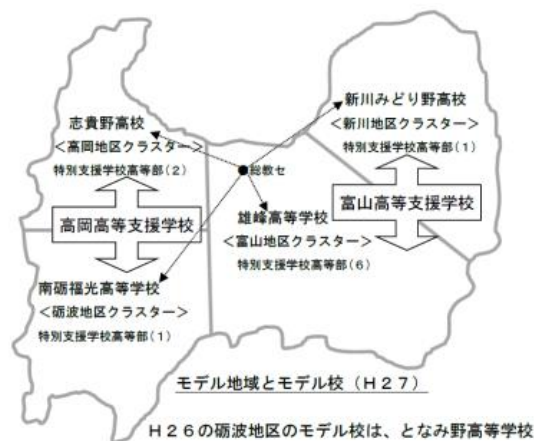 新川みどり野高校
＜新川地区クラスター＞
特別支援学校高等部(1)
志貴野高校
＜高岡地区クラスター＞
特別支援学校高等部(2)
●総教セ
高岡高等支援学校
富山高等支援学校
雄峰高等学校
＜富山地区クラスター＞
特別支援学校高等部(6)
南砺福光高等学校
＜砺波地区クラスター＞
特別支援学校高等部(1)
モデル地域とモデル校（H27）
H26の砺波地区のモデル校は、となみ野高等学校